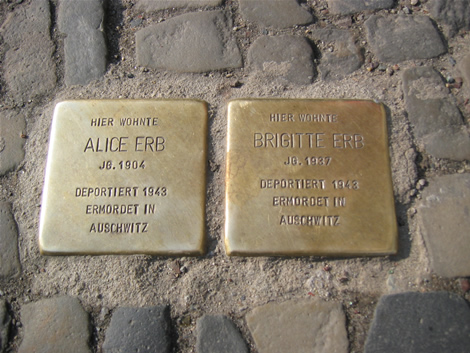 HIER WOHNTE
ALICE ERB
JG. 1904
DEPORTIERT 1943
ERMORDET IN
AUSCHWITZ
HIER WOHNTE
BRIGITTE ERB
JG. 1937
DEPORTIERT 1943
ERMORDET IN
AUSCHWITZ